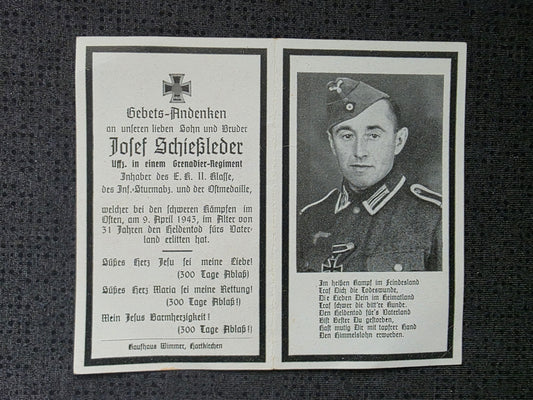 Gebets-Andenken
an unseren lieben Sohn und Bruder
Josef Schießleder
Uffz. in einem Grenadier-Regiment
Inhaber des E. K. II. Klasse,
des Inf.-Sturmabz. und der Ostmedaille,
welcher bei den schweren Kämpfen im
Osten, am 9. April 1945, im Alter von
31 Jahren den Heldentod fürs Vater-
land erlitten hat.
Süßes Herz Jesu sei meine Liebe!
(300 Tage Ablaß)
Süßes Herz Maria sei meine Rettung!
(300 Tage Ablaß!)
Mein Jesus Barmherzigkeit!
(300 Tage Ablaß!)
Kaufhaus Wimmer, Hartkirchen
Im heißen Kampf im Feindesland
Traf Dich die Todeswunde,
Die Lieben Dein im Heimatland
Traf schwer die bitt're Kunde.
Den Heldentod für's Vaterland
Bist Bester Du gestorben,
Hast mutig Dir mit tapfrer Hand
Den Himmelslohn erworben.